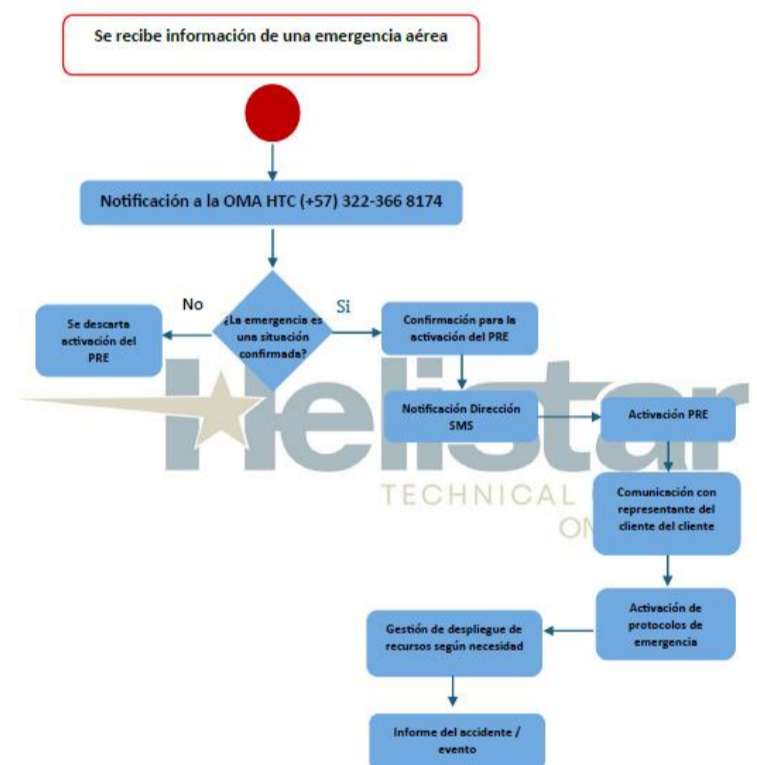 Se recibe información de una emergencia aérea
Notificación a la OMA HTC (+57) 322-366 8174
No
Si
¿La emergencia es
una situación
confirmada?
Se descarta
activación del
PRE
Confirmación para la
activación del PRE
Notificación Dirección
SMS
Activación PRE
Helistar
TECHNICAL
Comunicación con
representante del
cliente del cliente
Activación de
protocolos de
emergencia
Gestión de despliegue de
recursos según necesidad
Informe del accidente /
evento